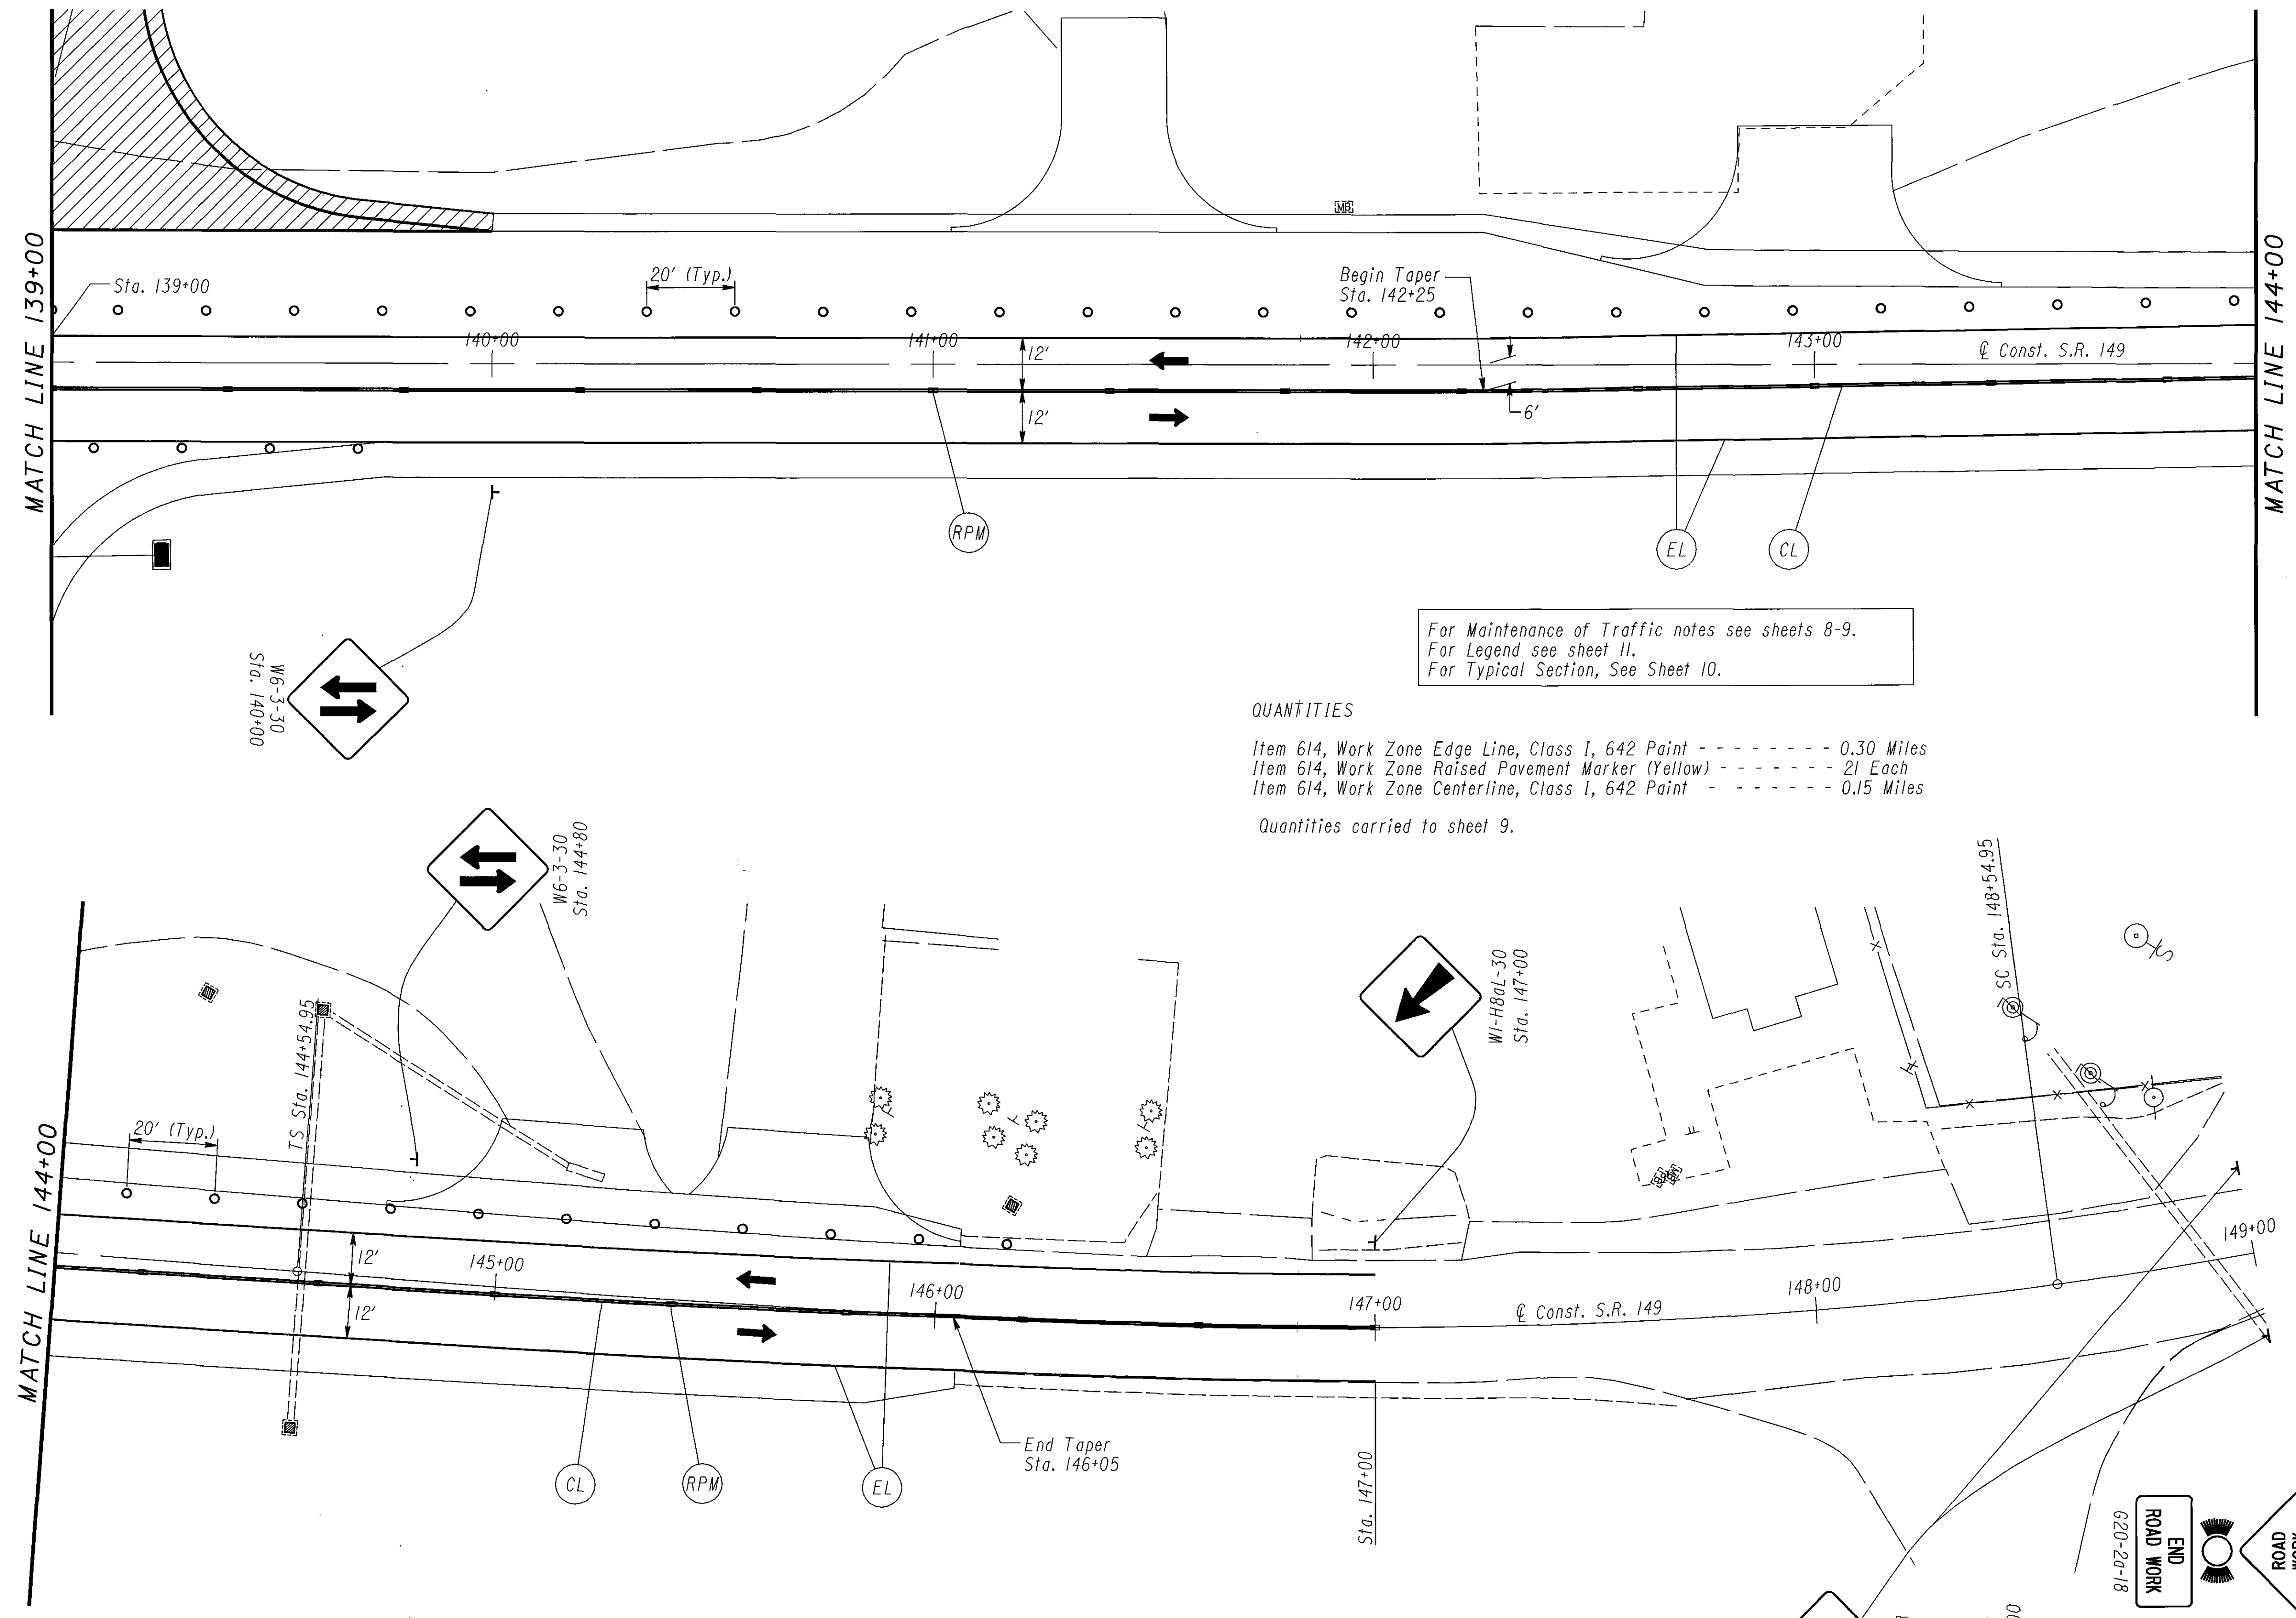 MATCH LINE 139+00
Sta. 139+00
20' (Typ.)
MB
Begin Taper
Sta. 142+25
140+00
141+00
142+00
143+00
℄ Const. S.R. 149
12'
12'
6'
RPM
EL
CL
MATCH LINE 144+00
W6-3-30
Sta. 140+00
For Maintenance of Traffic notes see sheets 8-9.
For Legend see sheet 11.
For Typical Section, See Sheet 10.
QUANTITIES
Item 614, Work Zone Edge Line, Class I, 642 Paint - - - - - - - - 0.30 Miles
Item 614, Work Zone Raised Pavement Marker (Yellow) - - - - - - - 21 Each
Item 614, Work Zone Centerline, Class I, 642 Paint - - - - - - - 0.15 Miles
Quantities carried to sheet 9.
W6-3-30
Sta. 144+80
W1-H8aL-30
Sta. 147+00
SC Sta. 148+54.95
TS Sta. 144+54.95
MATCH LINE 144+00
20' (Typ.)
12'
12'
145+00
146+00
147+00
℄ Const. S.R. 149
148+00
149+00
CL
RPM
EL
End Taper
Sta. 146+05
Sta. 147+00
END
ROAD WORK
G20-2a-18
ROAD
WORK